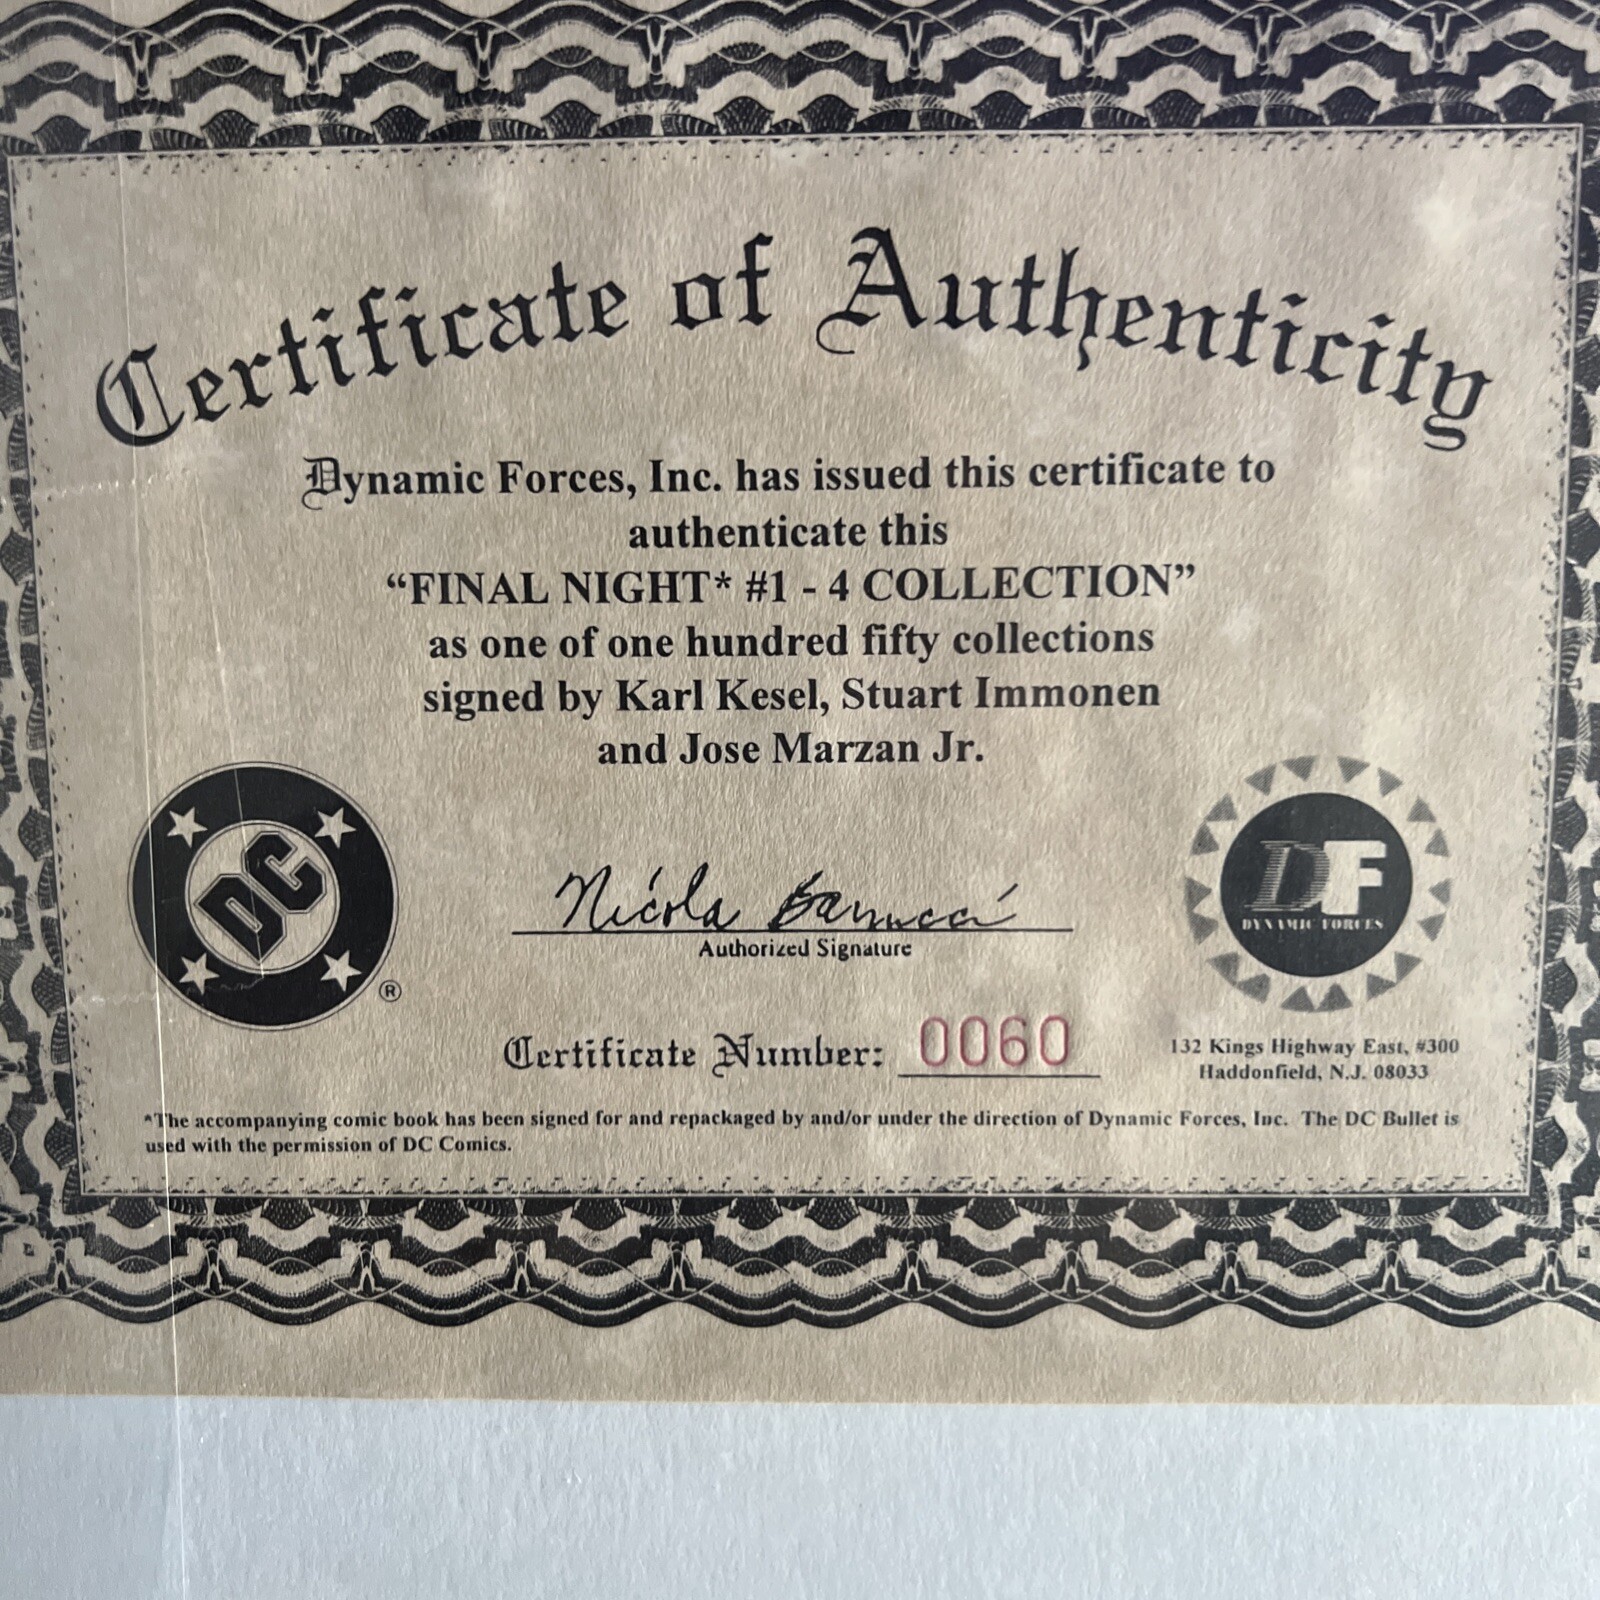 Certificate of Authenticity
Dynamic Forces, Inc. has issued this certificate to
authenticate this
“FINAL NIGHT* #1 - 4 COLLECTION”
as one of one hundred fifty collections
signed by Karl Kesel, Stuart Immonen
and Jose Marzan Jr.
DC
®
Nicola
Authorized Signature
DF
DYNAMIC FORCES
Certificate Number: 0060
132 Kings Highway East, #300
Haddonfield, N.J. 08033
*The accompanying comic book has been signed for and repackaged by and/or under the direction of Dynamic Forces, Inc. The DC Bullet is
used with the permission of DC Comics.